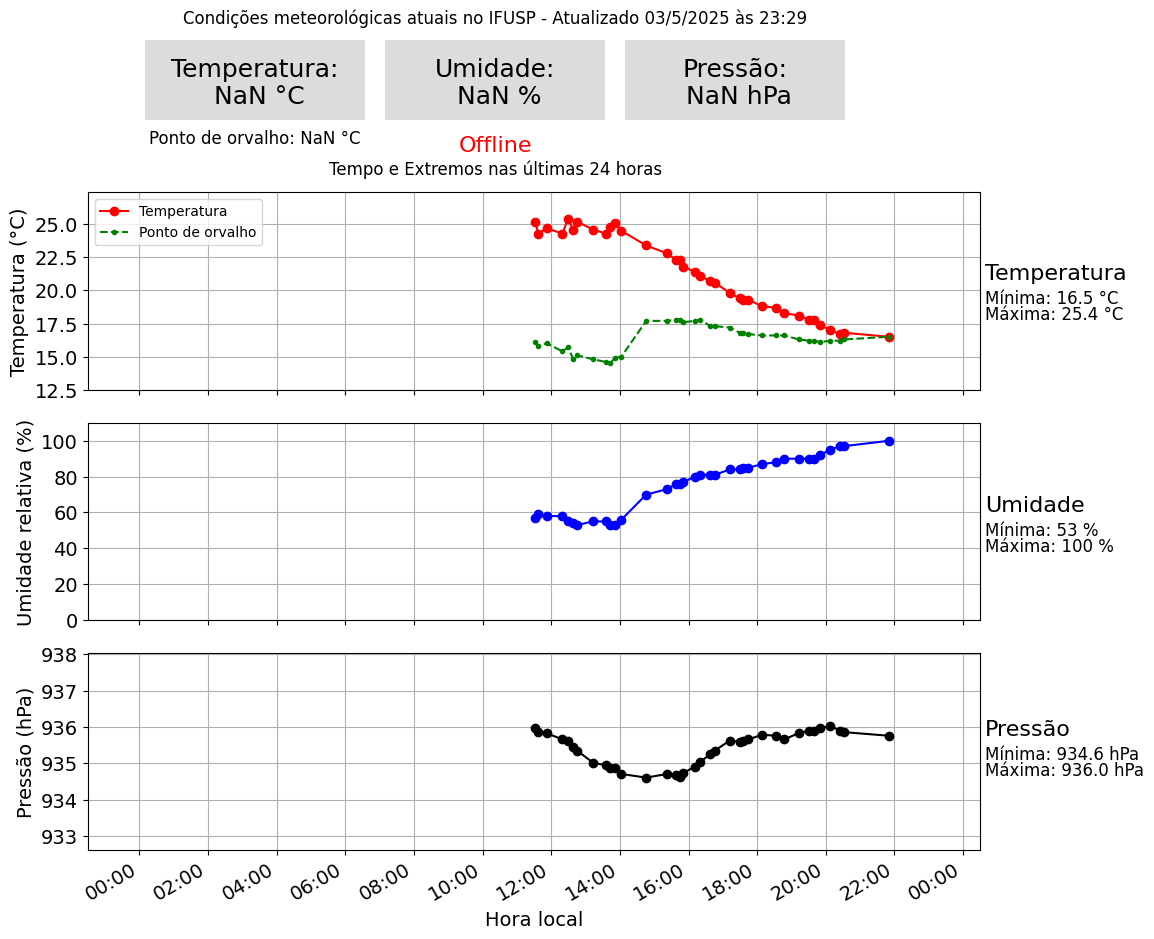 Condições meteorológicas atuais no IFUSP - Atualizado 03/5/2025 às 23:29
Temperatura:
NaN °C
Umidade:
NaN %
Pressão:
NaN hPa
Ponto de orvalho: NaN °C
Offline
Tempo e Extremos nas últimas 24 horas
Temperatura (°C)
25.0
22.5
20.0
17.5
15.0
12.5
Temperatura
Ponto de orvalho
Temperatura
Mínima: 16.5 °C
Máxima: 25.4 °C
Umidade relativa (%)
100
80
60
40
20
0
Umidade
Mínima: 53 %
Máxima: 100 %
Pressão (hPa)
938
937
936
935
934
933
Pressão
Mínima: 934.6 hPa
Máxima: 936.0 hPa
00:00
02:00
04:00
06:00
08:00
10:00
12:00
14:00
16:00
18:00
20:00
22:00
00:00
Hora local